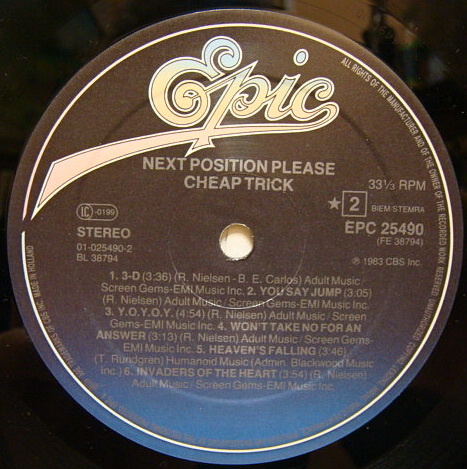 Epic
NEXT POSITION PLEASE
CHEAP TRICK
33⅓ RPM
IC 0199
★ 2 BIEM/STEMRA
STEREO
EPC 25490
01-025490-2
(FE 38794)
BL 38794
℗ 1983 CBS Inc.
1. 3-D (3:36) (R. Nielsen - B. E. Carlos) Adult Music/
Screen Gems-EMI Music Inc. 2. YOU SAY JUMP (3:05)
(R. Nielsen) Adult Music/ Screen Gems-EMI Music Inc.
3. Y.O.Y.O.Y. (4:54) (R. Nielsen) Adult Music/ Screen
Gems-EMI Music Inc. 4. WON'T TAKE NO FOR AN
ANSWER (3:13) (R. Nielsen) Adult Music/ Screen Gems-
EMI Music Inc. 5. HEAVEN'S FALLING (3:46)
(T. Rundgren) Humanoid Music (Admin. Blackwood Music
Inc.) 6. INVADERS OF THE HEART (3:54) (R. Nielsen)
Adult Music / Screen Gems-EMI Music Inc.
ALL RIGHTS OF THE MANUFACTURER AND OF THE OWNER OF THE RECORDED WORK RESERVED. UNAUTHORIZED
MADE IN HOLLAND